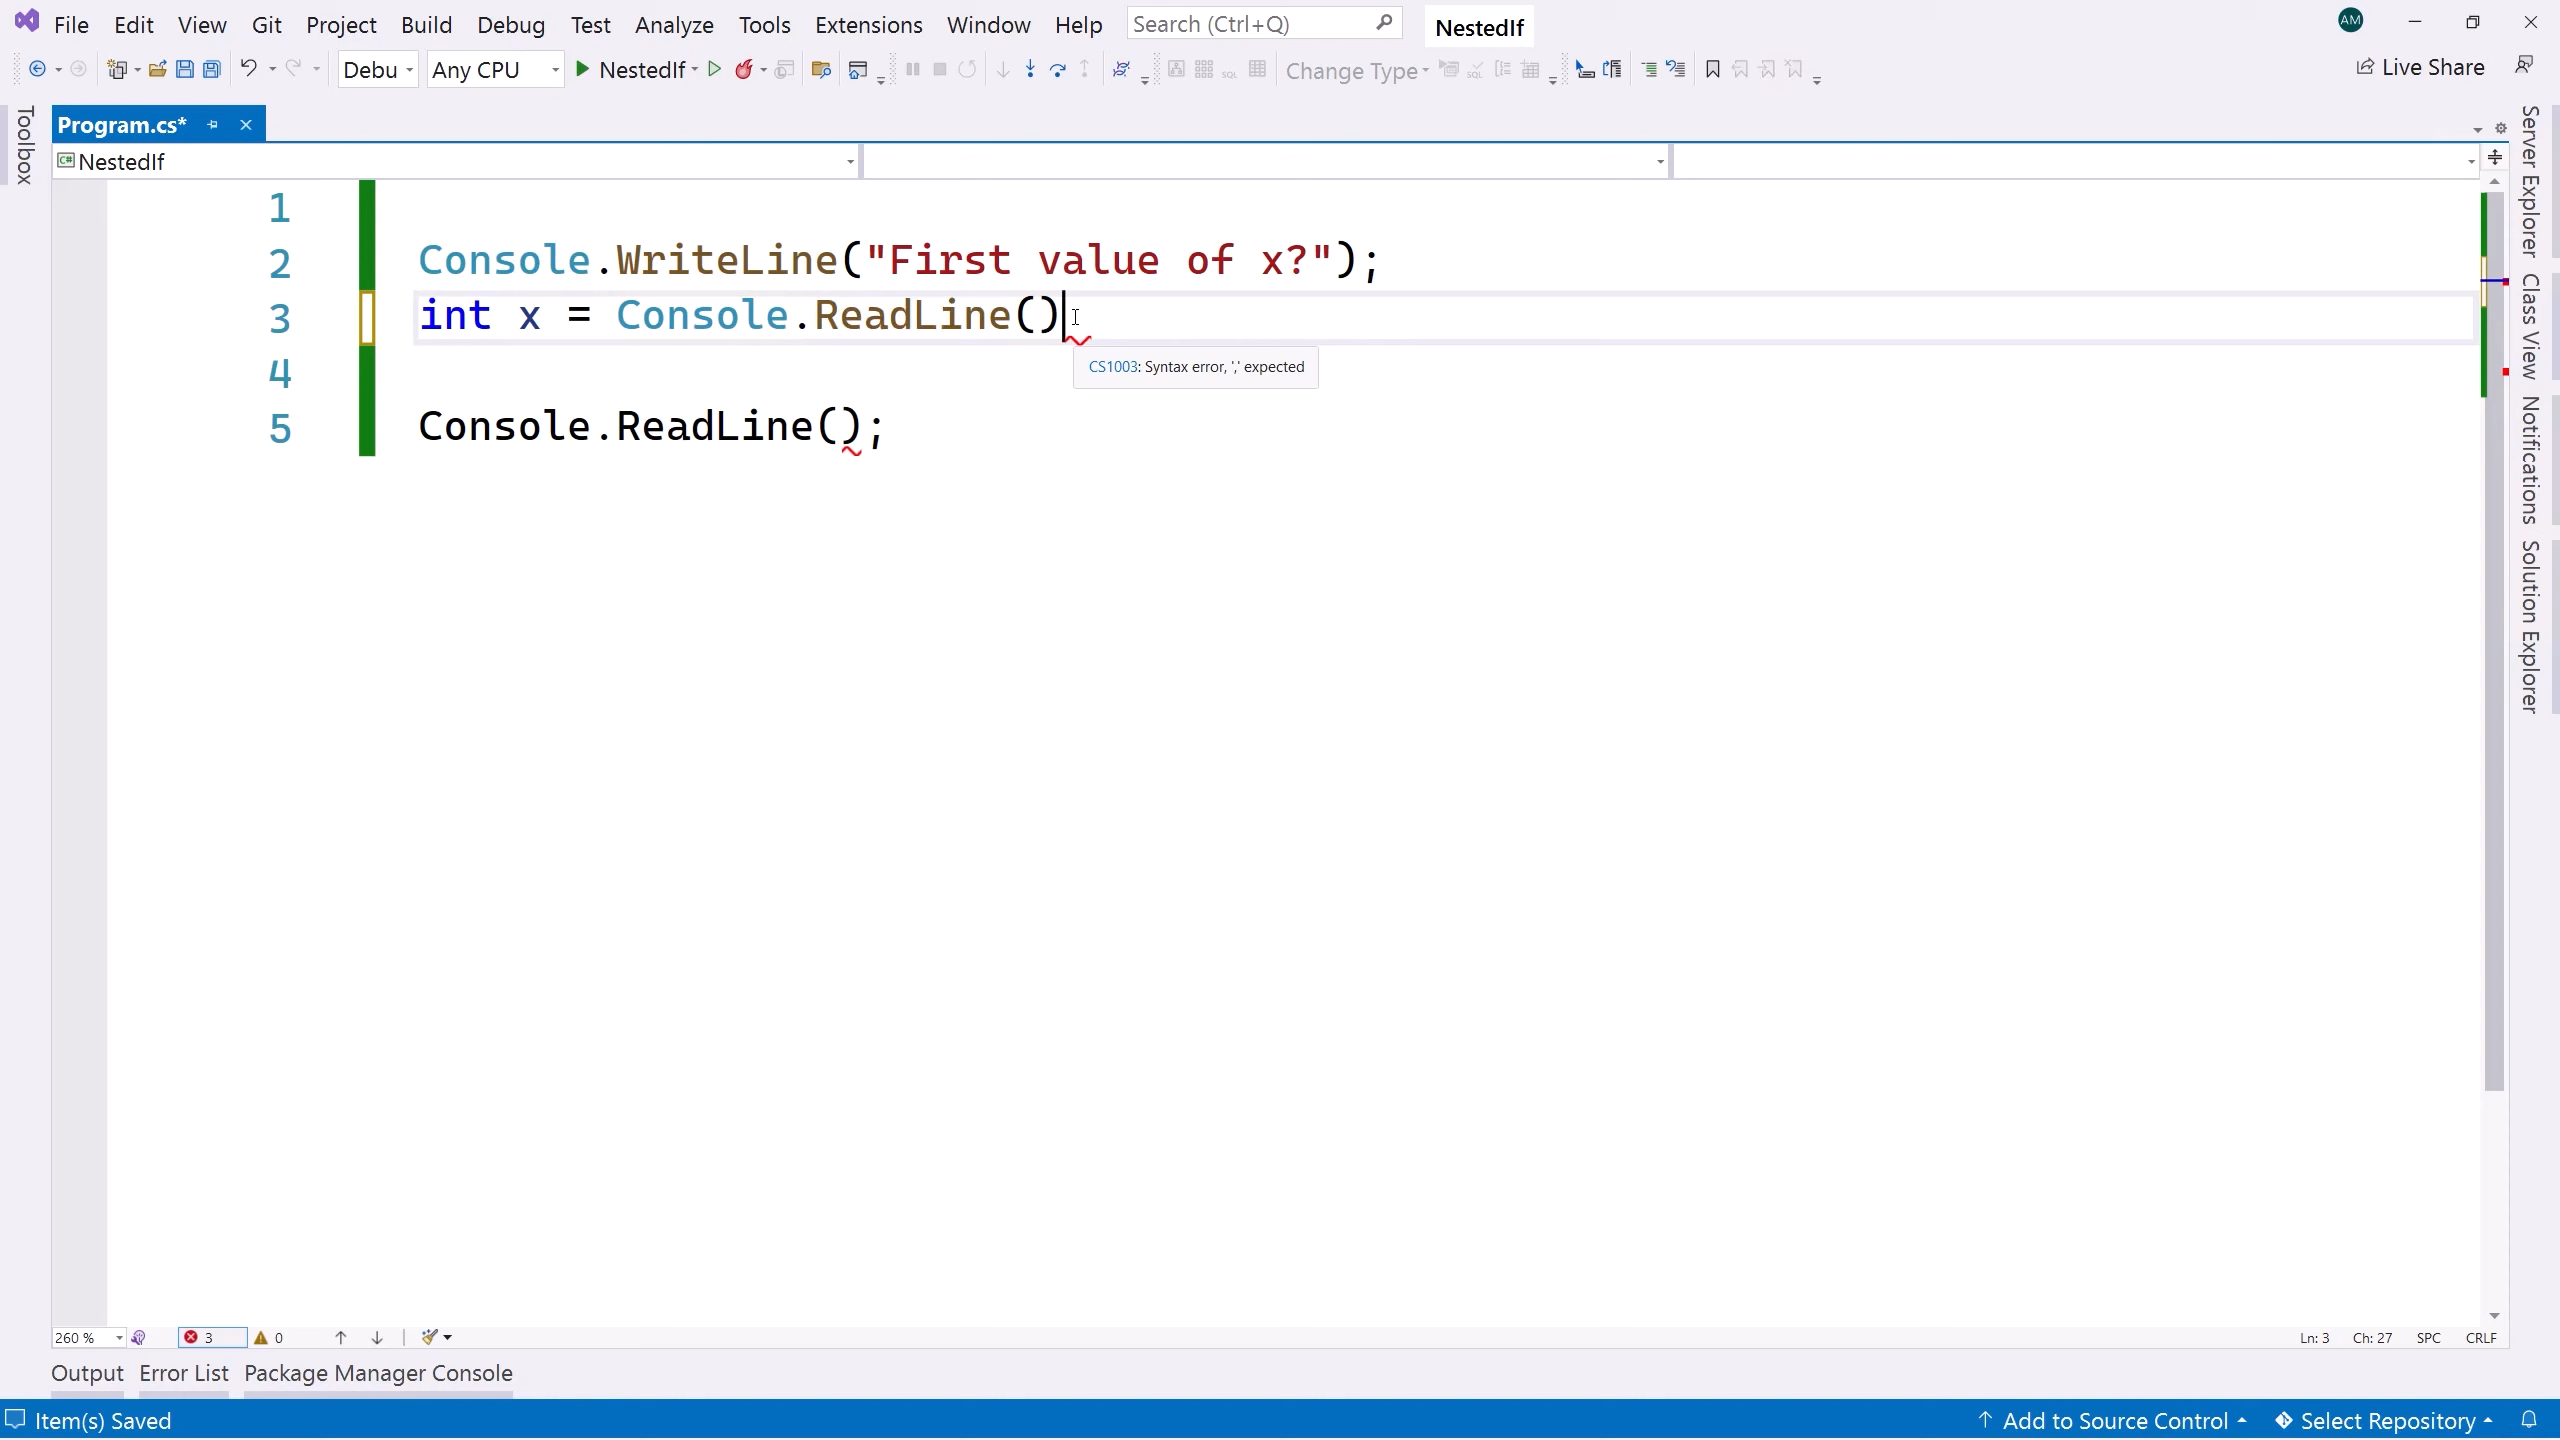 File Edit View Git Project Build Debug Test Analyze Tools Extensions Window Help Search (Ctrl+Q) NestedIf AM
Debu Any CPU NestedIf Change Type Live Share
Toolbox
Program.cs*
NestedIf
1
2 Console.WriteLine("First value of x?");
3 int x = Console.ReadLine()
CS1003: Syntax error, ',' expected
4
5 Console.ReadLine();
Server Explorer
Class View
Notifications
Solution Explorer
260 % 3 0 Ln: 3 Ch: 27 SPC CRLF
Output Error List Package Manager Console
Item(s) Saved Add to Source Control Select Repository